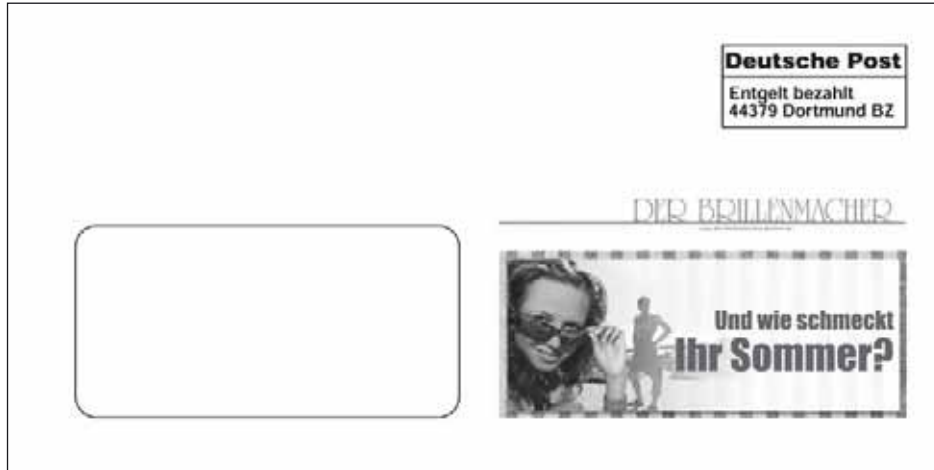 Deutsche Post
Entgelt bezahlt
44379 Dortmund BZ
DER BRILLENMACHER
Und wie schmeckt
Ihr Sommer?